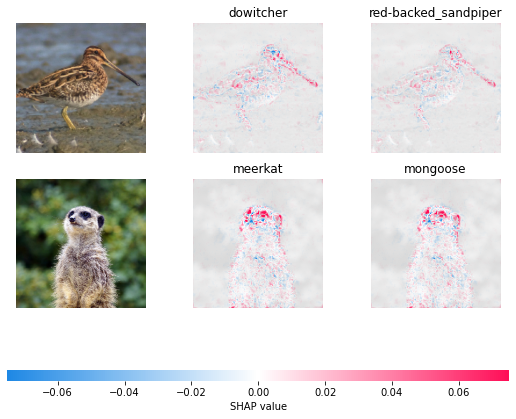 dowitcher
red-backed_sandpiper
meerkat
mongoose
−0.06 −0.04 −0.02 0.00 0.02 0.04 0.06
SHAP value